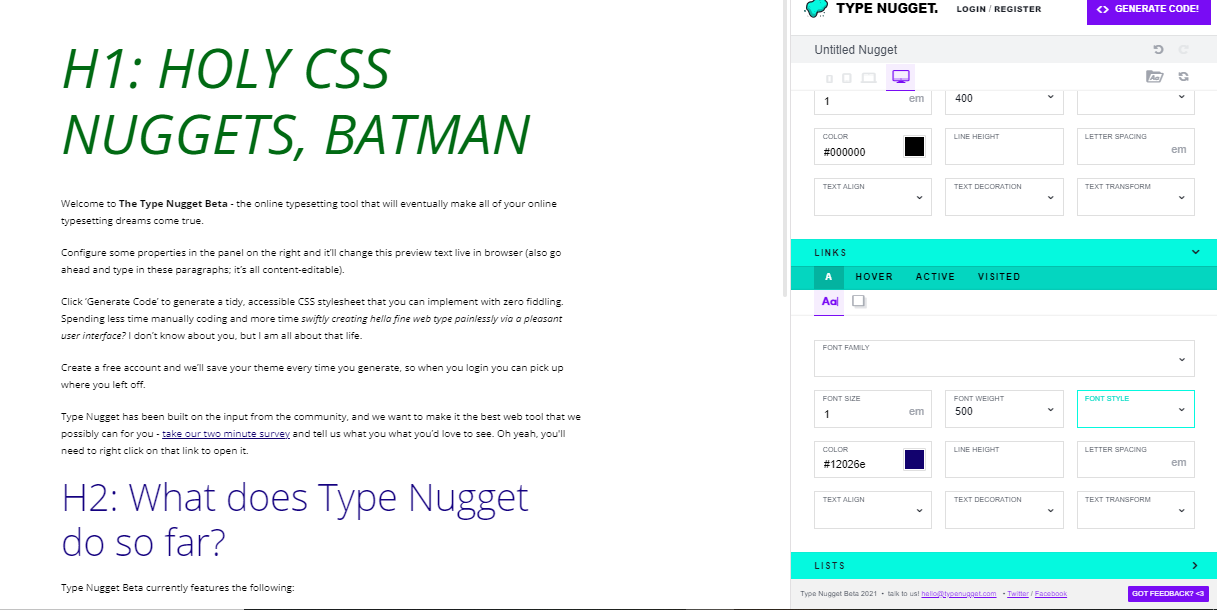 H1: HOLY CSS
NUGGETS, BATMAN
Welcome to The Type Nugget Beta - the online typesetting tool that will eventually make all of your online
typesetting dreams come true.
Configure some properties in the panel on the right and it'll change this preview text live in browser (also go
ahead and type in these paragraphs; it's all content-editable).
Click 'Generate Code' to generate a tidy, accessible CSS stylesheet that you can implement with zero fiddling.
Spending less time manually coding and more time swiftly creating hella fine web type painlessly via a pleasant
user interface? I don't know about you, but I am all about that life.
Create a free account and we'll save your theme every time you generate, so when you login you can pick up
where you left off.
Type Nugget has been built on the input from the community, and we want to make it the best web tool that we
possibly can for you - take our two minute survey and tell us what you what you'd love to see. Oh yeah, you'll
need to right click on that link to open it.
H2: What does Type Nugget
do so far?
Type Nugget Beta currently features the following:
TYPE NUGGET.
LOGIN / REGISTER
<> GENERATE CODE!
Untitled Nugget
1 em
400
COLOR
#000000
LINE HEIGHT
LETTER SPACING
em
TEXT ALIGN
TEXT DECORATION
TEXT TRANSFORM
LINKS
A HOVER ACTIVE VISITED
Aa
FONT FAMILY
FONT SIZE
1 em
FONT WEIGHT
500
FONT STYLE
COLOR
#12026e
LINE HEIGHT
LETTER SPACING
em
TEXT ALIGN
TEXT DECORATION
TEXT TRANSFORM
LISTS
Type Nugget Beta 2021 • talk to us! hello@typenugget.com • Twitter / Facebook
GOT FEEDBACK? <3